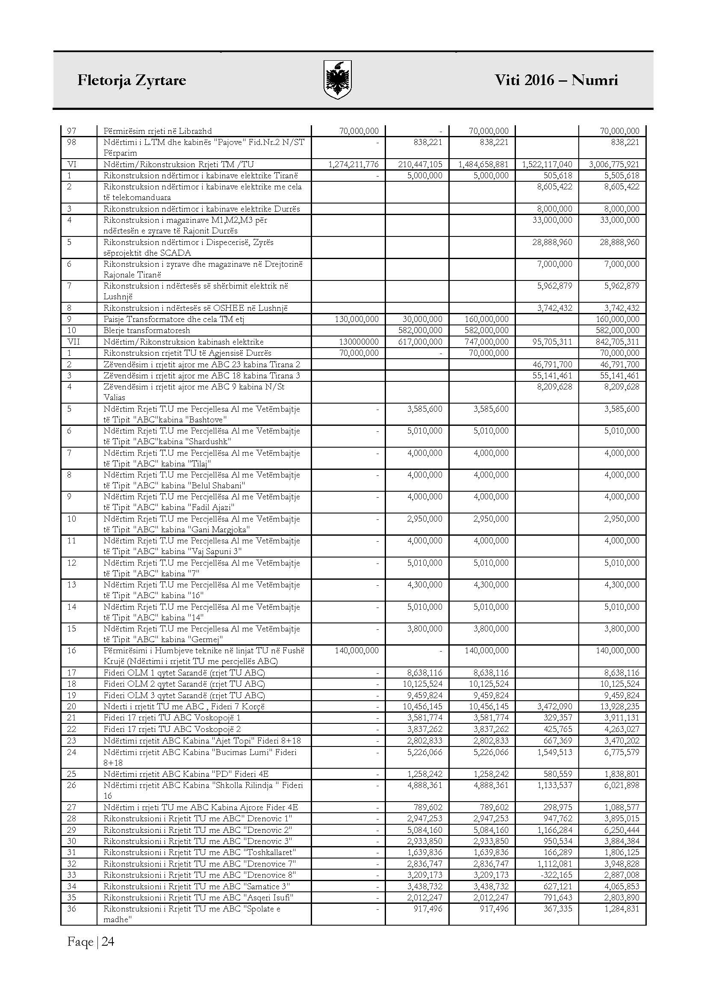 Fletorja Zyrtare Viti 2016 – Numri
97 Përmirësim rrjeti në Librazhd 70,000,000 - 70,000,000 70,000,000
98 Ndërtimi i L.TM dhe kabinës "Pajove" Fid.Nr.2 N/ST - 838,221 838,221 838,221
Përparim
VI Ndërtim/Rikonstruksion Rrjeti TM /TU 1,274,211,776 210,447,105 1,484,658,881 1,522,117,040 3,006,775,921
1 Rikonstruksion ndërtimor i kabinave elektrike Tiranë - 5,000,000 5,000,000 505,618 5,505,618
2 Rikonstruksion ndërtimor i kabinave elektrike me cela 8,605,422 8,605,422
të telekomanduara
3 Rikonstruksion ndërtimor i kabinave elektrike Durrës 8,000,000 8,000,000
4 Rikonstruksion i magazinave M1,M2,M3 për 33,000,000 33,000,000
ndërtesën e zyrave të Rajonit Durrës
5 Rikonstruksion ndërtimor i Dispecerisë, Zyrës 28,888,960 28,888,960
sëprojektit dhe SCADA
6 Rikonstruksion i zyrave dhe magazinave në Drejtorinë 7,000,000 7,000,000
Rajonale Tiranë
7 Rikonstruksion i ndërtesës së shërbimit elektrik në 5,962,879 5,962,879
Lushnjë
8 Rikonstruksion i ndërtesës së OSHEE në Lushnjë 3,742,432 3,742,432
9 Paisje Transformatore dhe cela TM etj 130,000,000 30,000,000 160,000,000 160,000,000
10 Blerje transformatoresh 582,000,000 582,000,000 582,000,000
VII Ndërtim/Rikonstruksion kabinash elektrike 130000000 617,000,000 747,000,000 95,705,311 842,705,311
1 Rikonstruksion rrjetit TU të Agjensisë Durrës 70,000,000 - 70,000,000 70,000,000
2 Zëvendësim i rrjetit ajror me ABC 23 kabina Tirana 2 46,791,700 46,791,700
3 Zëvendësim i rrjetit ajror me ABC 18 kabina Tirana 3 55,141,461 55,141,461
4 Zëvendësim i rrjetit ajror me ABC 9 kabina N/St 8,209,628 8,209,628
Valias
5 Ndërtim Rrjeti T.U me Percjellesa Al me Vetëmbajtje - 3,585,600 3,585,600 3,585,600
të Tipit "ABC"kabina "Bashtove"
6 Ndërtim Rrjeti T.U me Percjellësa Al me Vetëmbajtje - 5,010,000 5,010,000 5,010,000
të Tipit "ABC"kabina "Shardushk"
7 Ndërtim Rrjeti T.U me Percjellësa Al me Vetëmbajtje - 4,000,000 4,000,000 4,000,000
të Tipit "ABC" kabina "Tilaj"
8 Ndërtim Rrjeti T.U me Percjellësa Al me Vetëmbajtje - 4,000,000 4,000,000 4,000,000
të Tipit "ABC" kabina "Belul Shabani"
9 Ndërtim Rrjeti T.U me Percjellësa Al me Vetëmbajtje - 4,000,000 4,000,000 4,000,000
të Tipit "ABC" kabina "Fadil Ajazi"
10 Ndërtim Rrjeti T.U me Percjellësa Al me Vetëmbajtje - 2,950,000 2,950,000 2,950,000
të Tipit "ABC" kabina "Gani Margjoka"
11 Ndërtim Rrjeti T.U me Percjellesa Al me Vetëmbajtje - 4,000,000 4,000,000 4,000,000
të Tipit "ABC" kabina "Vaj Sapuni 3"
12 Ndërtim Rrjeti T.U me Percjellësa Al me Vetëmbajtje - 5,010,000 5,010,000 5,010,000
të Tipit "ABC" kabina "7"
13 Ndërtim Rrjeti T.U me Percjellësa Al me Vetëmbajtje - 4,300,000 4,300,000 4,300,000
të Tipit "ABC" kabina "16"
14 Ndërtim Rrjeti T.U me Percjellësa Al me Vetëmbajtje - 5,010,000 5,010,000 5,010,000
të Tipit "ABC" kabina "14"
15 Ndërtim Rrjeti T.U me Percjellesa Al me Vetëmbajtje - 3,800,000 3,800,000 3,800,000
të Tipit "ABC" kabina "Germej"
16 Përmirësimi i Humbjeve teknike në linjat TU në Fushë 140,000,000 - 140,000,000 140,000,000
Krujë (Ndërtimi i rrjetit TU me percjellës ABC)
17 Fideri OLM 1 qytet Sarandë (rrjet TU ABC) - 8,638,116 8,638,116 8,638,116
18 Fideri OLM 2 qytet Sarandë (rrjet TU ABC) - 10,125,524 10,125,524 10,125,524
19 Fideri OLM 3 qytet Sarandë (rrjet TU ABC) - 9,459,824 9,459,824 9,459,824
20 Nderti i rrjetit TU me ABC , Fideri 7 Korçë - 10,456,145 10,456,145 3,472,090 13,928,235
21 Fideri 17 rrjeti TU ABC Voskopojë 1 - 3,581,774 3,581,774 329,357 3,911,131
22 Fideri 17 rrjeti TU ABC Voskopojë 2 - 3,837,262 3,837,262 425,765 4,263,027
23 Ndërtimi rrjetit ABC Kabina "Ajet Topi" Fideri 8+18 - 2,802,833 2,802,833 667,369 3,470,202
24 Ndërtimi rrjetit ABC Kabina "Bucimas Lumi" Fideri - 5,226,066 5,226,066 1,549,513 6,775,579
8+18
25 Ndërtimi rrjetit ABC Kabina "PD" Fideri 4E - 1,258,242 1,258,242 580,559 1,838,801
26 Ndërtimi rrjetit ABC Kabina "Shkolla Rilindja " Fideri - 4,888,361 4,888,361 1,133,537 6,021,898
16
27 Ndërtim i rrjeti TU me ABC Kabina Ajrore Fider 4E - 789,602 789,602 298,975 1,088,577
28 Rikonstruksioni i Rrjetit TU me ABC" Drenovic 1" - 2,947,253 2,947,253 947,762 3,895,015
29 Rikonstruksioni i Rrjetit TU me ABC "Drenovic 2" - 5,084,160 5,084,160 1,166,284 6,250,444
30 Rikonstruksioni i Rrjetit TU me ABC "Drenovic 3" - 2,933,850 2,933,850 950,534 3,884,384
31 Rikonstruksioni i Rrjetit TU me ABC "Toshkallaret" - 1,639,836 1,639,836 166,289 1,806,125
32 Rikonstruksioni i Rrjetit TU me ABC "Drenovice 7" - 2,836,747 2,836,747 1,112,081 3,948,828
33 Rikonstruksioni i Rrjetit TU me ABC "Drenovice 8" - 3,209,173 3,209,173 -322,165 2,887,008
34 Rikonstruksioni i Rrjetit TU me ABC "Samatice 3" - 3,438,732 3,438,732 627,121 4,065,853
35 Rikonstruksioni i Rrjetit TU me ABC "Asqeri Isufi" - 2,012,247 2,012,247 791,643 2,803,890
36 Rikonstruksioni i Rrjetit TU me ABC "Spolate e - 917,496 917,496 367,335 1,284,831
madhe"
Faqe|24